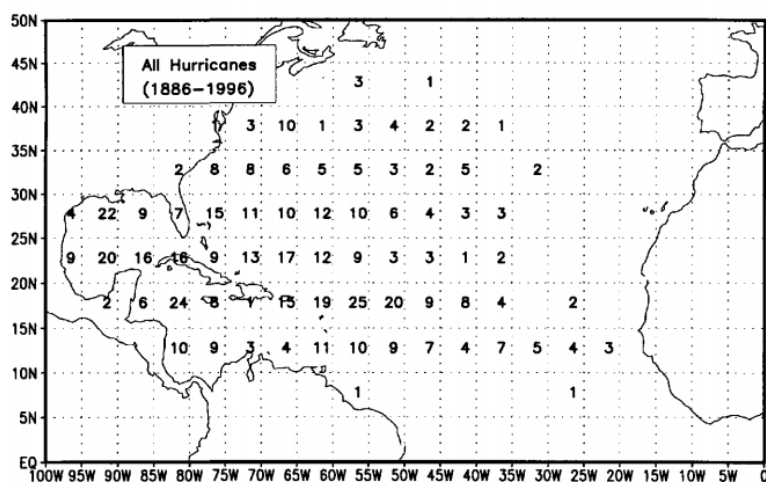 50N
45N
All Hurricanes
(1886–1996)
3 1
40N
3 10 1 3 4 2 2 1
35N
2 8 8 6 5 5 3 2 5 2
30N
4 22 9 7 15 11 10 12 10 6 4 3 3
25N
9 20 16 16 9 13 17 12 9 3 3 1 2
20N
2 6 24 8 1 15 19 25 20 9 8 4 2
15N
10 9 3 4 11 10 9 7 4 7 5 4 3
10N
1 1
5N
EQ
100W 95W 90W 85W 80W 75W 70W 65W 60W 55W 50W 45W 40W 35W 30W 25W 20W 15W 10W 5W 0